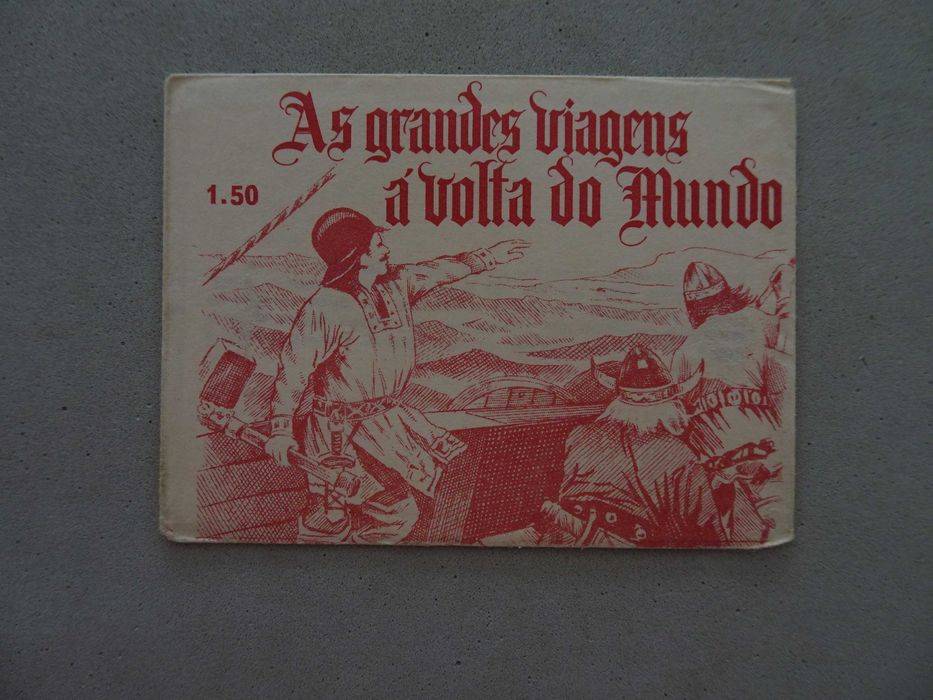 As grandes viagens
á volta do Mundo
1.50